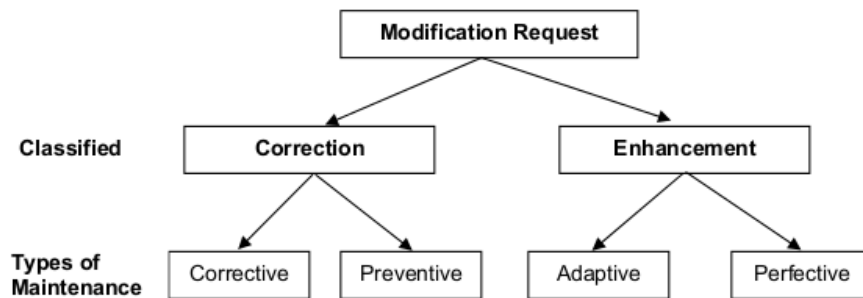 Modification Request
Classified
Correction
Enhancement
Types of
Maintenance
Corrective
Preventive
Adaptive
Perfective